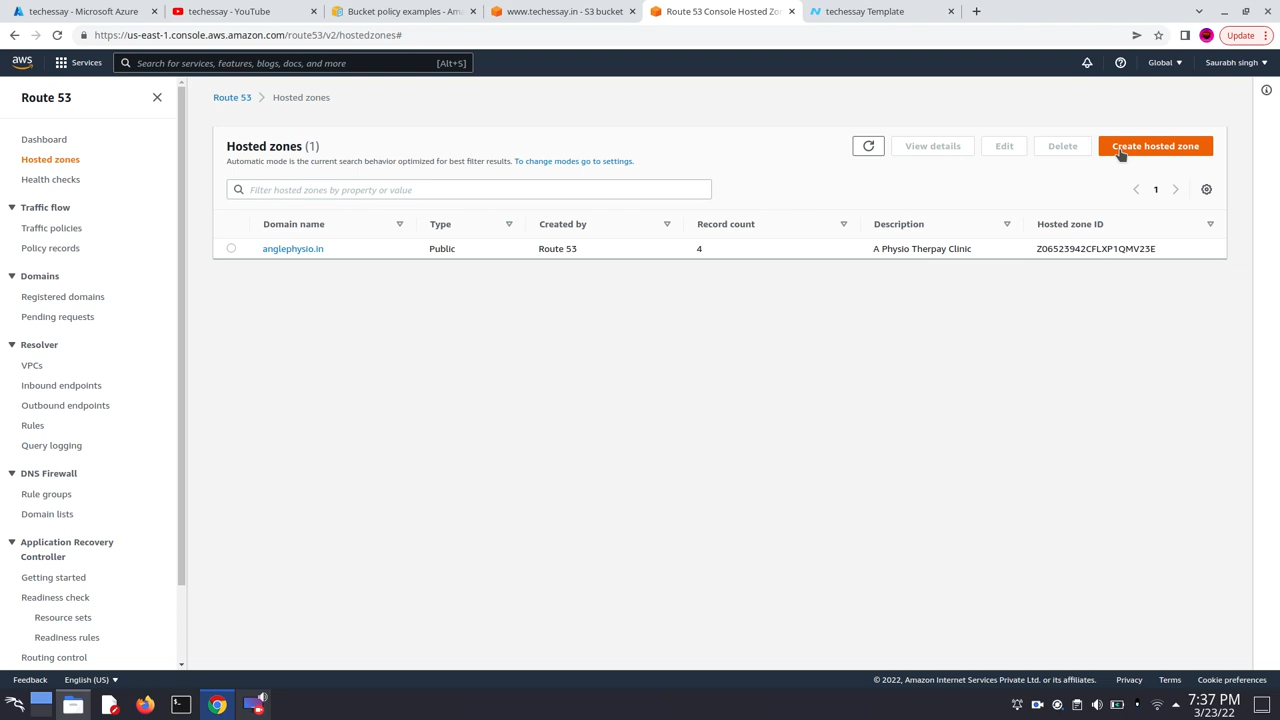 techessay - Microsoft Azure
techessay - YouTube
Bucket policy examples - Ama
www.techessay.in - S3 bucket
Route 53 Console Hosted Zon
techessay Template
https://us-east-1.console.aws.amazon.com/route53/v2/hostedzones#
Update
aws
Services
Search for services, features, blogs, docs, and more
[Alt+S]
Global
Saurabh singh
Route 53
Dashboard
Hosted zones
Health checks
Traffic flow
Traffic policies
Policy records
Domains
Registered domains
Pending requests
Resolver
VPCs
Inbound endpoints
Outbound endpoints
Rules
Query logging
DNS Firewall
Rule groups
Domain lists
Application Recovery
Controller
Getting started
Readiness check
Resource sets
Readiness rules
Routing control
Route 53 > Hosted zones
Hosted zones (1)
Automatic mode is the current search behavior optimized for best filter results. To change modes go to settings.
View details
Edit
Delete
Create hosted zone
Filter hosted zones by property or value
1
Domain name Type Created by Record count Description Hosted zone ID
anglephysio.in Public Route 53 4 A Physio Therpay Clinic Z06523942CFLXP1QMV23E
Feedback English (US) © 2022, Amazon Internet Services Private Ltd. or its affiliates. Privacy Terms Cookie preferences
7:37 PM
3/23/22